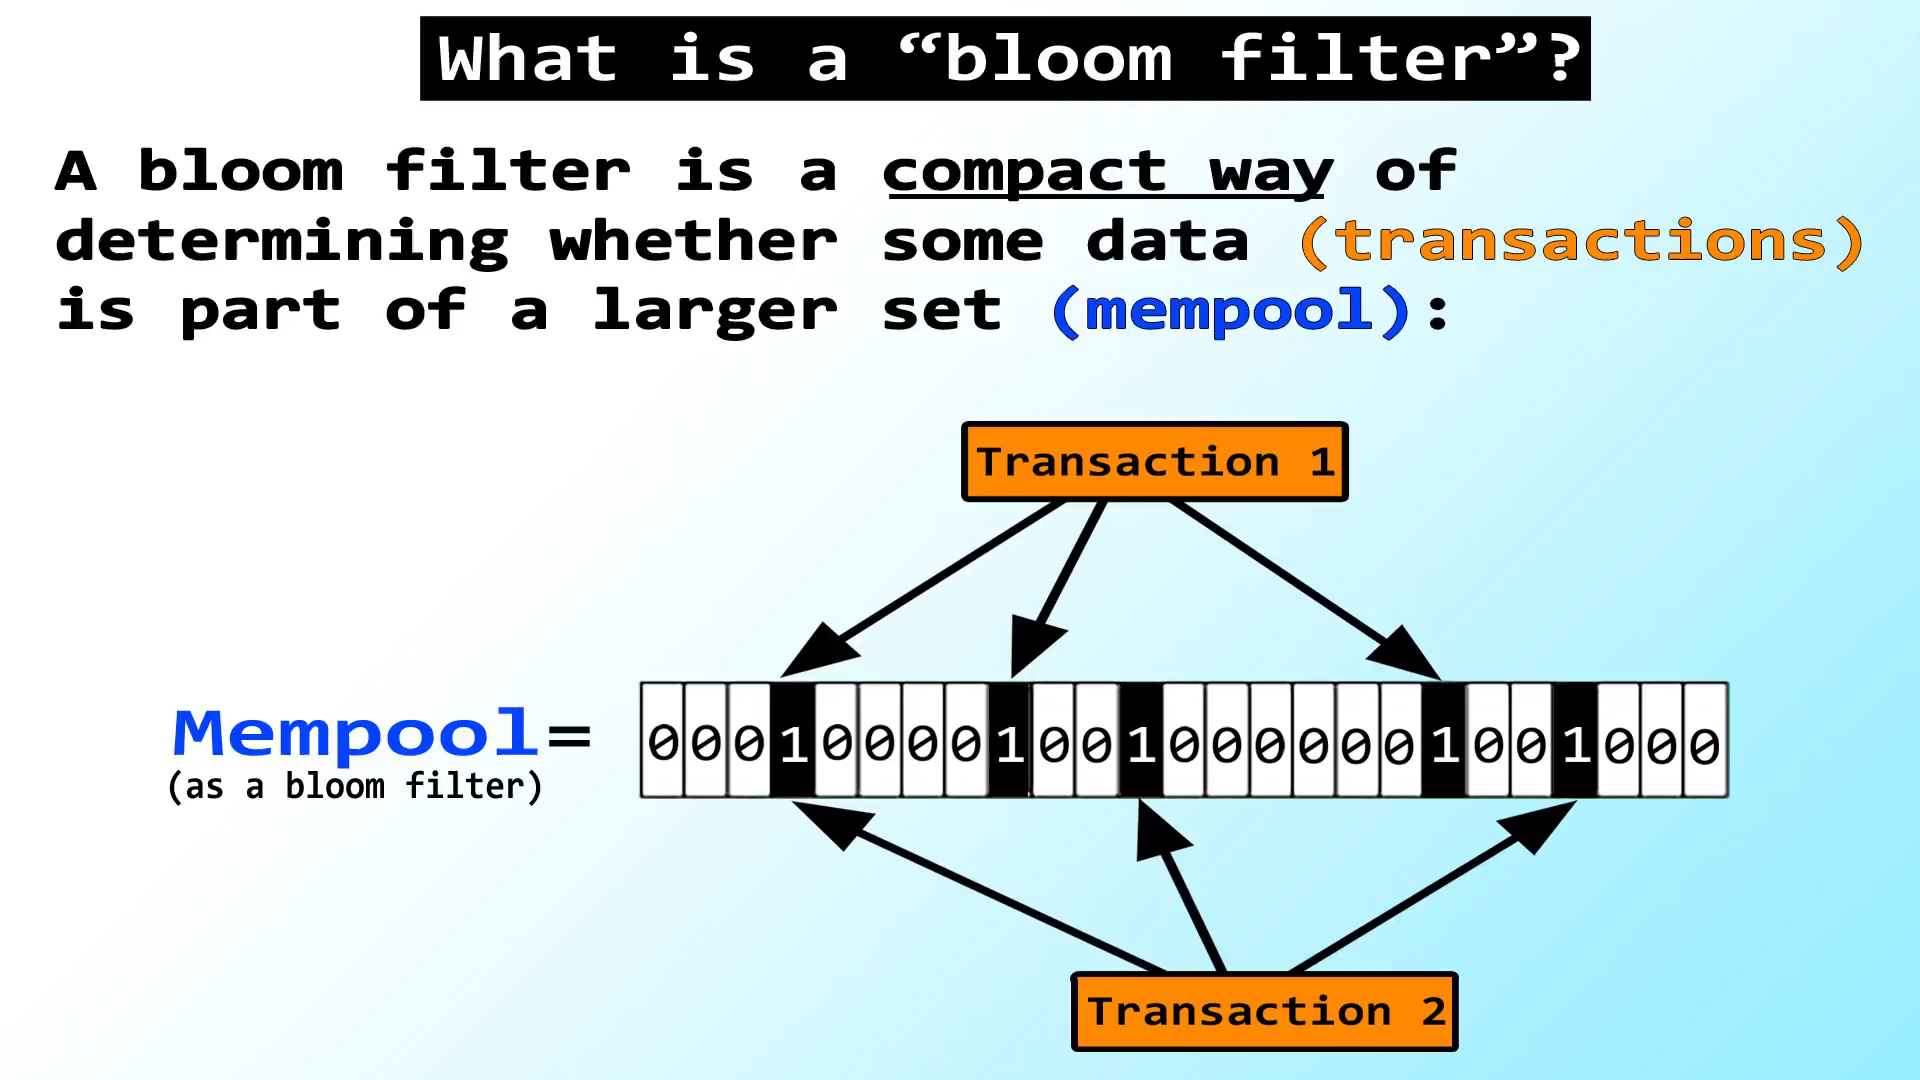 What is a “bloom filter”?
A bloom filter is a compact way of
determining whether some data (transactions)
is part of a larger set (mempool):
Transaction 1
Mempool=
(as a bloom filter)
0001000010010000001001000
Transaction 2